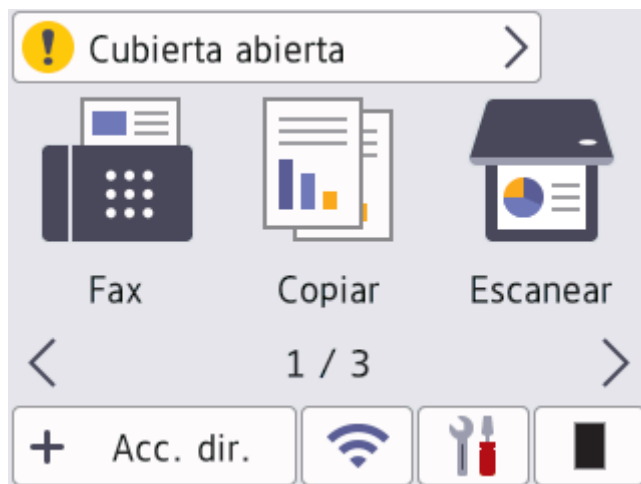 Cubierta abierta
Fax Copiar Escanear
1 / 3
+ Acc. dir.